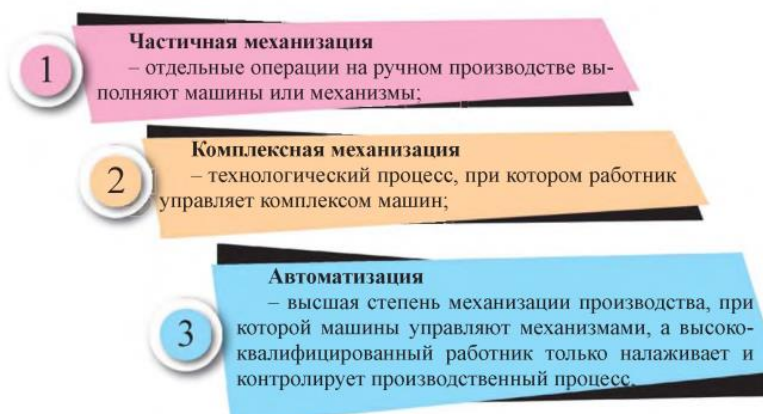 1
Частичная механизация
– отдельные операции на ручном производстве вы-
полняют машины или механизмы;
2
Комплексная механизация
– технологический процесс, при котором работник
управляет комплексом машин;
3
Автоматизация
– высшая степень механизации производства, при
которой машины управляют механизмами, а высоко-
квалифицированный работник только налаживает и
контролирует производственный процесс.